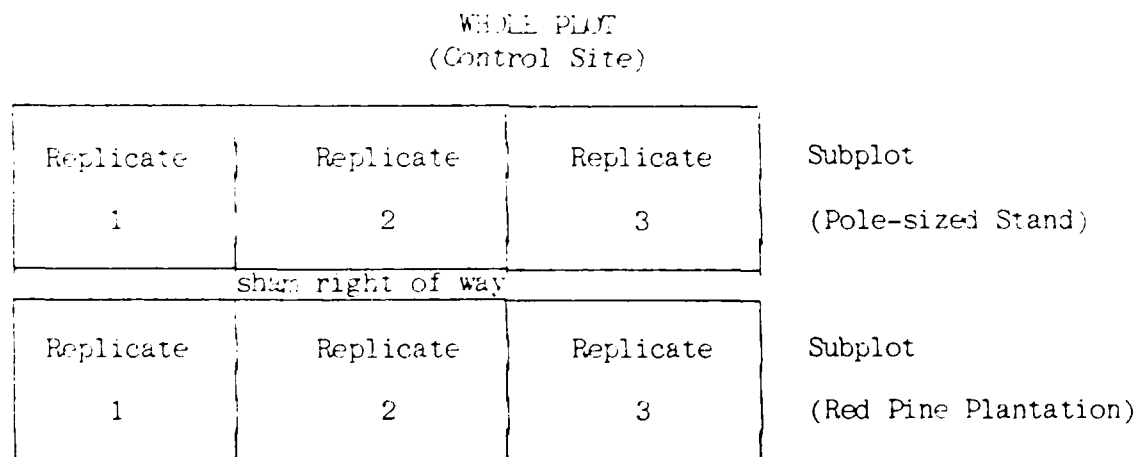 WHOLE PLOT
(Control Site)
Replicate Replicate Replicate Subplot
1 2 3 (Pole-sized Stand)
sham right of way
Replicate Replicate Replicate Subplot
1 2 3 (Red Pine Plantation)